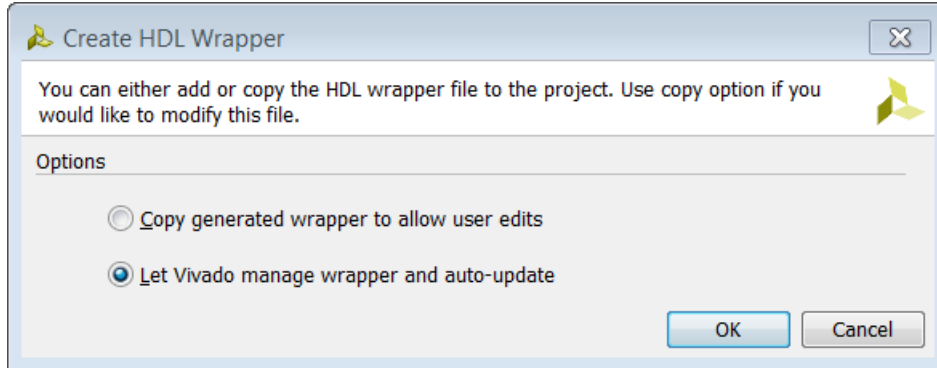 Create HDL Wrapper
You can either add or copy the HDL wrapper file to the project. Use copy option if you
would like to modify this file.
Options
Copy generated wrapper to allow user edits
Let Vivado manage wrapper and auto-update
OK
Cancel